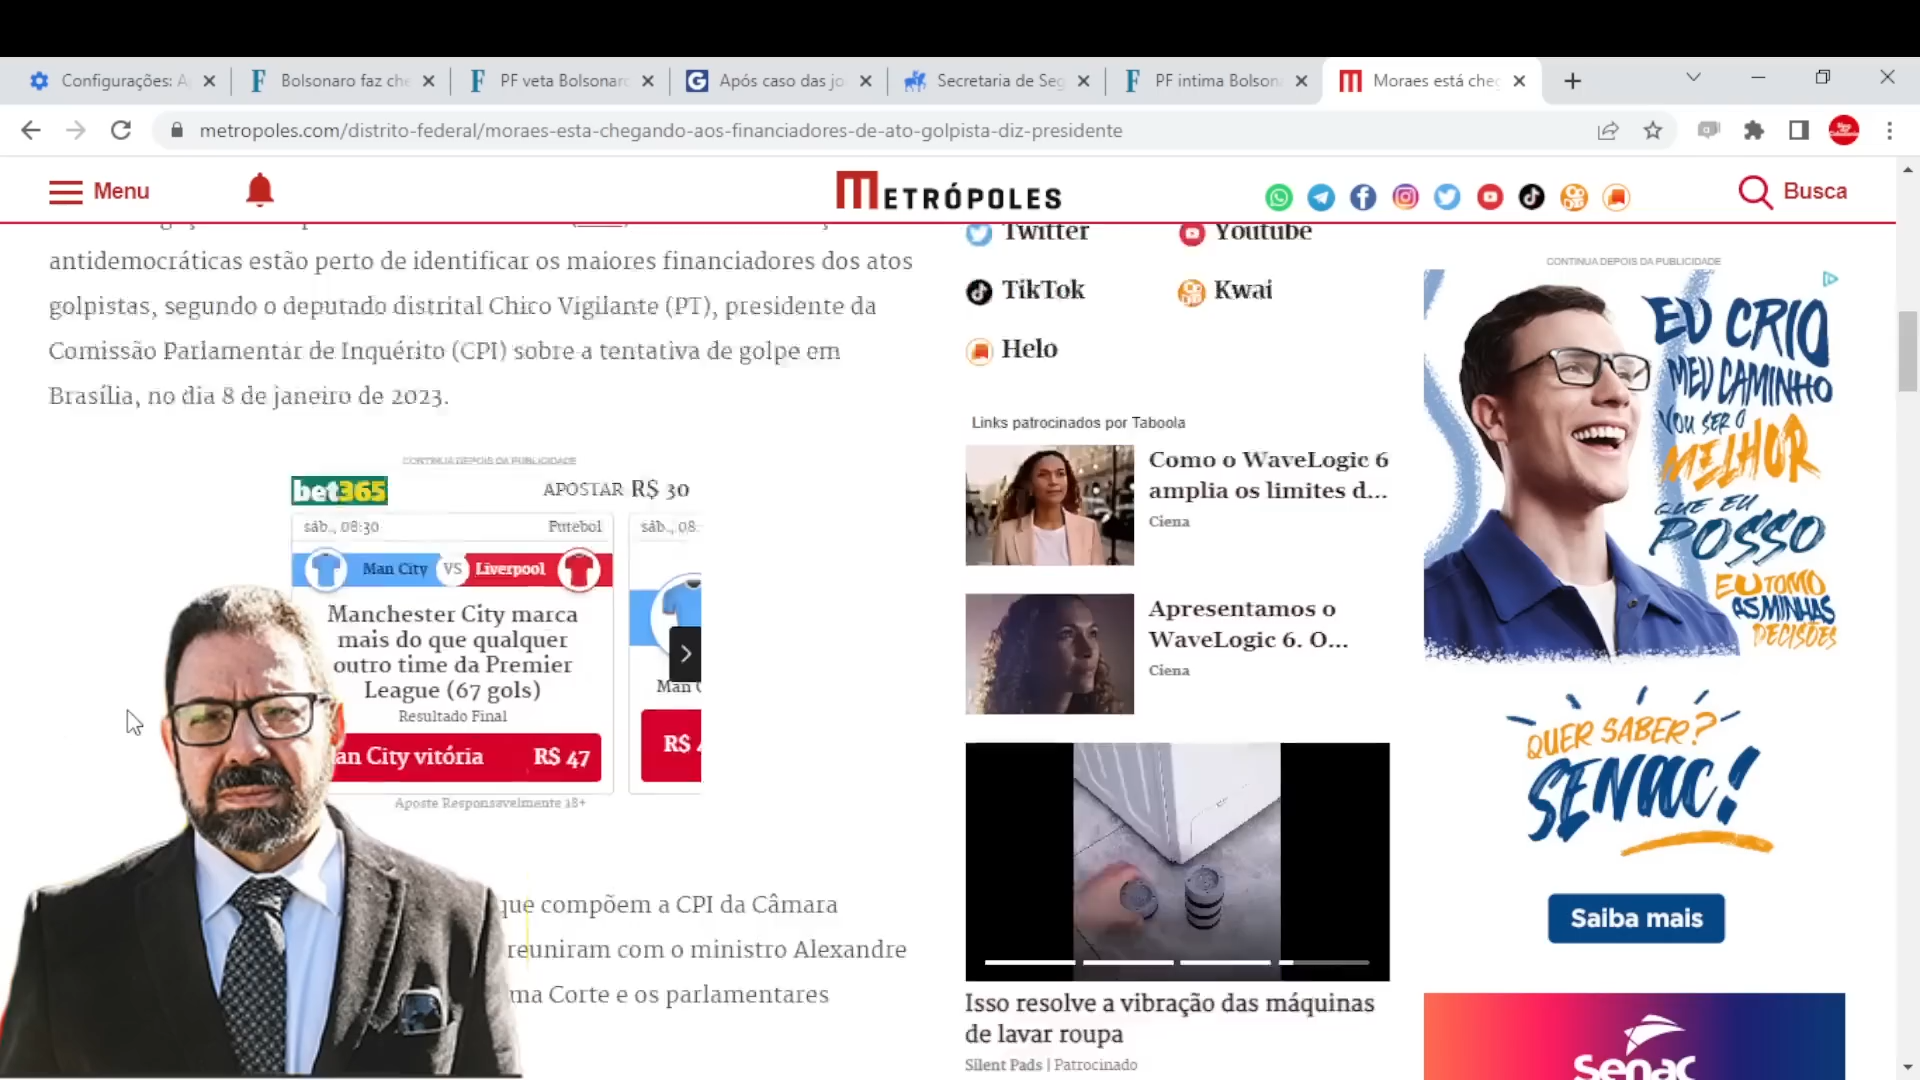 Configurações: A
Bolsonaro faz che
PF veta Bolsonaro
Após caso das jo
Secretaria de Seg
PF intima Bolson
Moraes está cheg
metropoles.com/distrito-federal/moraes-esta-chegando-aos-financiadores-de-ato-golpista-diz-presidente
Menu
METRÓPOLES
Busca
antidemocráticas estão perto de identificar os maiores financiadores dos atos
golpistas, segundo o deputado distrital Chico Vigilante (PT), presidente da
Comissão Parlamentar de Inquérito (CPI) sobre a tentativa de golpe em
Brasília, no dia 8 de janeiro de 2023.
CONTINUA DEPOIS DA PUBLICIDADE
bet365
APOSTAR R$ 30
sáb., 08:30 Futebol
sáb., 08:
Man City VS Liverpool
Manchester City marca
mais do que qualquer
outro time da Premier
League (67 gols)
Resultado Final
an City vitória R$ 47
Man C
R$ 4
Aposte Responsavelmente 18+
que compõem a CPI da Câmara
reuniram com o ministro Alexandre
ma Corte e os parlamentares
Twitter
Youtube
TikTok
Kwai
Helo
Links patrocinados por Taboola
Como o WaveLogic 6
amplia os limites d...
Ciena
Apresentamos o
WaveLogic 6. O...
Ciena
Isso resolve a vibração das máquinas
de lavar roupa
Silent Pads | Patrocinado
CONTINUA DEPOIS DA PUBLICIDADE
EU CRIO
MEU CAMINHO
VOU SER O
MELHOR
QUE EU
POSSO
EU TOMO
AS MINHAS
DECISÕES
QUER SABER?
SENAC!
Saiba mais
Senac